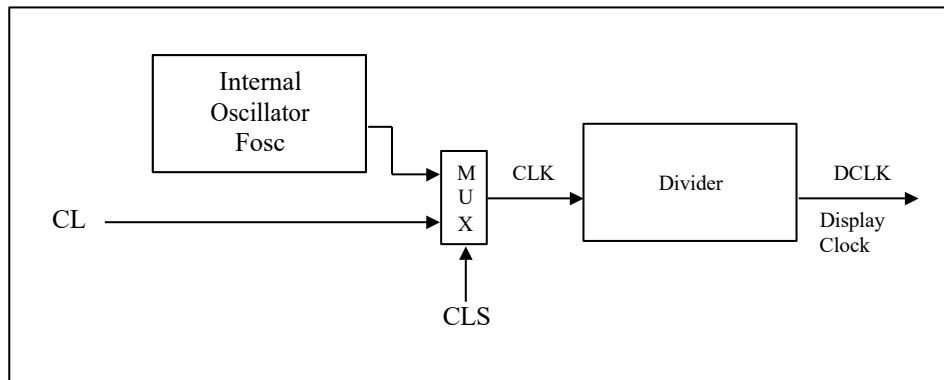 Internal
Oscillator
Fosc
M
U
X
CL
CLS
CLK
Divider
DCLK
Display
Clock